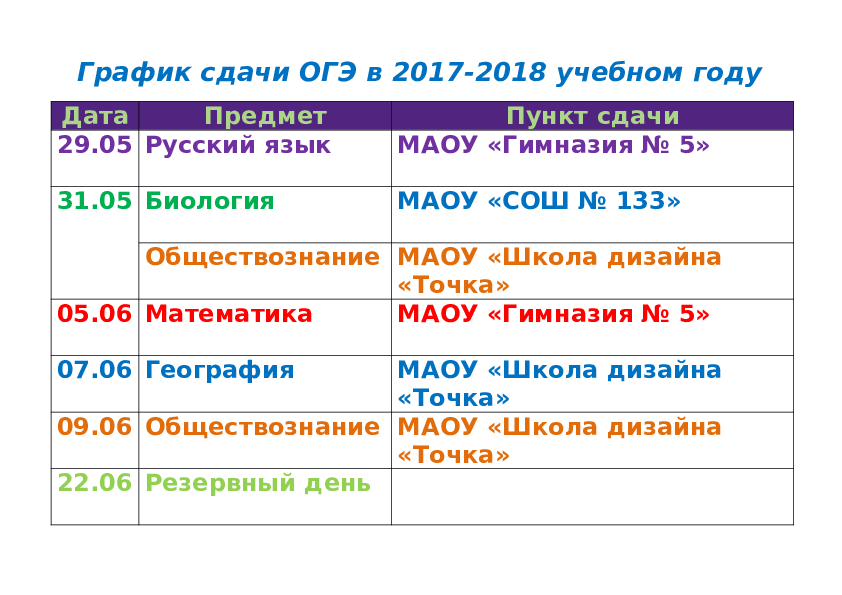 График сдачи ОГЭ в 2017-2018 учебном году
Дата Предмет Пункт сдачи
29.05 Русский язык МАОУ «Гимназия № 5»
31.05 Биология МАОУ «СОШ № 133»
Обществознание МАОУ «Школа дизайна
«Точка»
05.06 Математика МАОУ «Гимназия № 5»
07.06 География МАОУ «Школа дизайна
«Точка»
09.06 Обществознание МАОУ «Школа дизайна
«Точка»
22.06 Резервный день